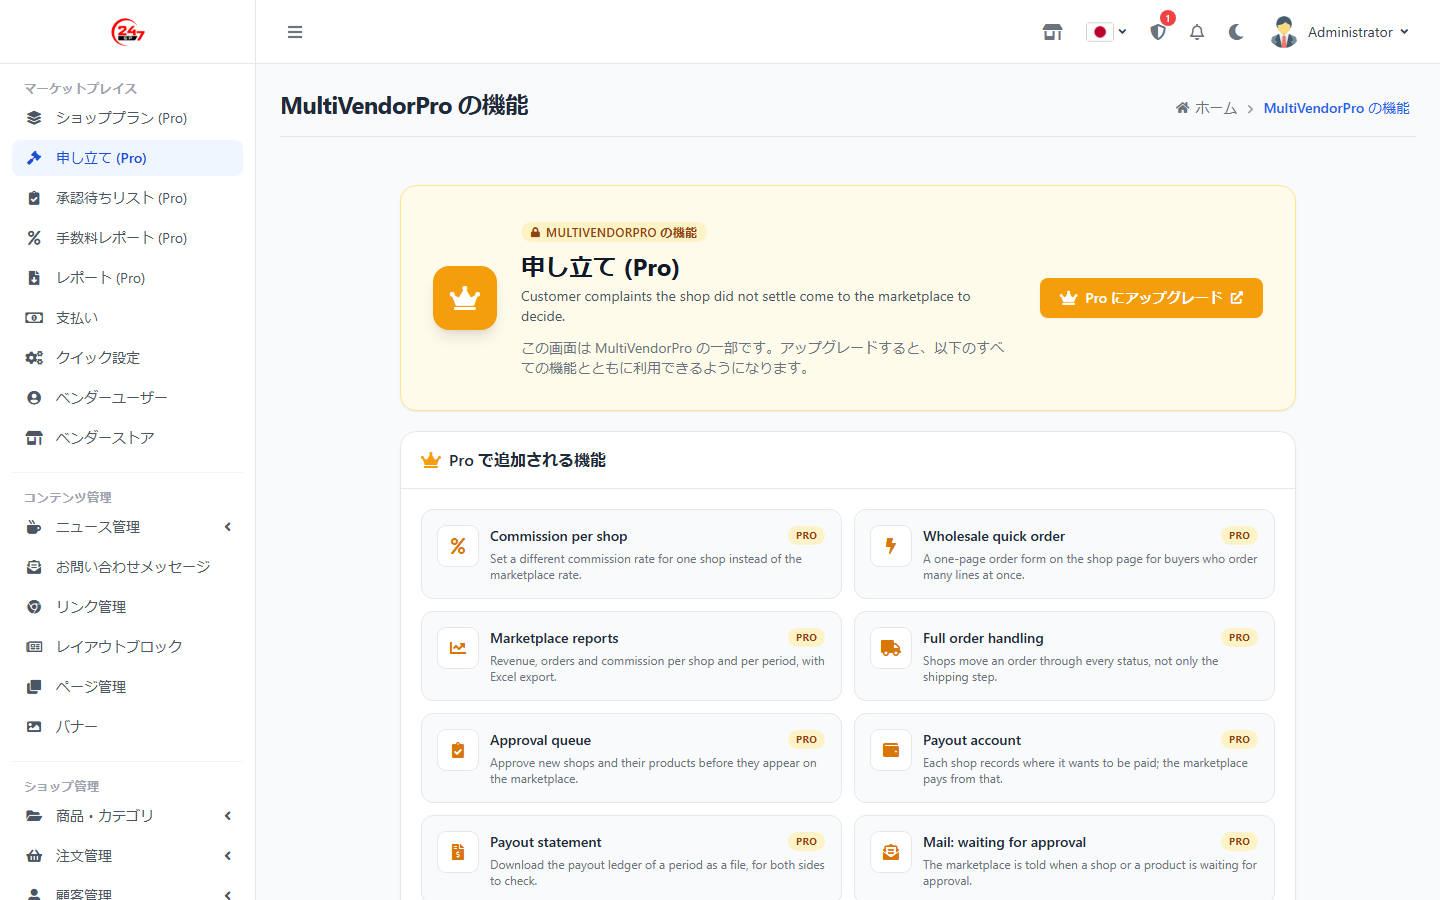 247
マーケットプレイス
ショッププラン (Pro)
申し立て (Pro)
承認待ちリスト (Pro)
手数料レポート (Pro)
レポート (Pro)
支払い
クイック設定
ベンダーユーザー
ベンダーストア
コンテンツ管理
ニュース管理
お問い合わせメッセージ
リンク管理
レイアウトブロック
ページ管理
バナー
ショップ管理
商品・カテゴリ
注文管理
顧客管理
1
Administrator
MultiVendorPro の機能
ホーム
MultiVendorPro の機能
MULTIVENDORPRO の機能
申し立て (Pro)
Customer complaints the shop did not settle come to the marketplace to
decide.
この画面は MultiVendorPro の一部です。アップグレードすると、以下のすべ
ての機能とともに利用できるようになります。
Pro にアップグレード
Pro で追加される機能
Commission per shop
PRO
Set a different commission rate for one shop instead of the
marketplace rate.
Wholesale quick order
PRO
A one-page order form on the shop page for buyers who order
many lines at once.
Marketplace reports
PRO
Revenue, orders and commission per shop and per period, with
Excel export.
Full order handling
PRO
Shops move an order through every status, not only the
shipping step.
Approval queue
PRO
Approve new shops and their products before they appear on
the marketplace.
Payout account
PRO
Each shop records where it wants to be paid; the marketplace
pays from that.
Payout statement
PRO
Download the payout ledger of a period as a file, for both sides
to check.
Mail: waiting for approval
PRO
The marketplace is told when a shop or a product is waiting for
approval.